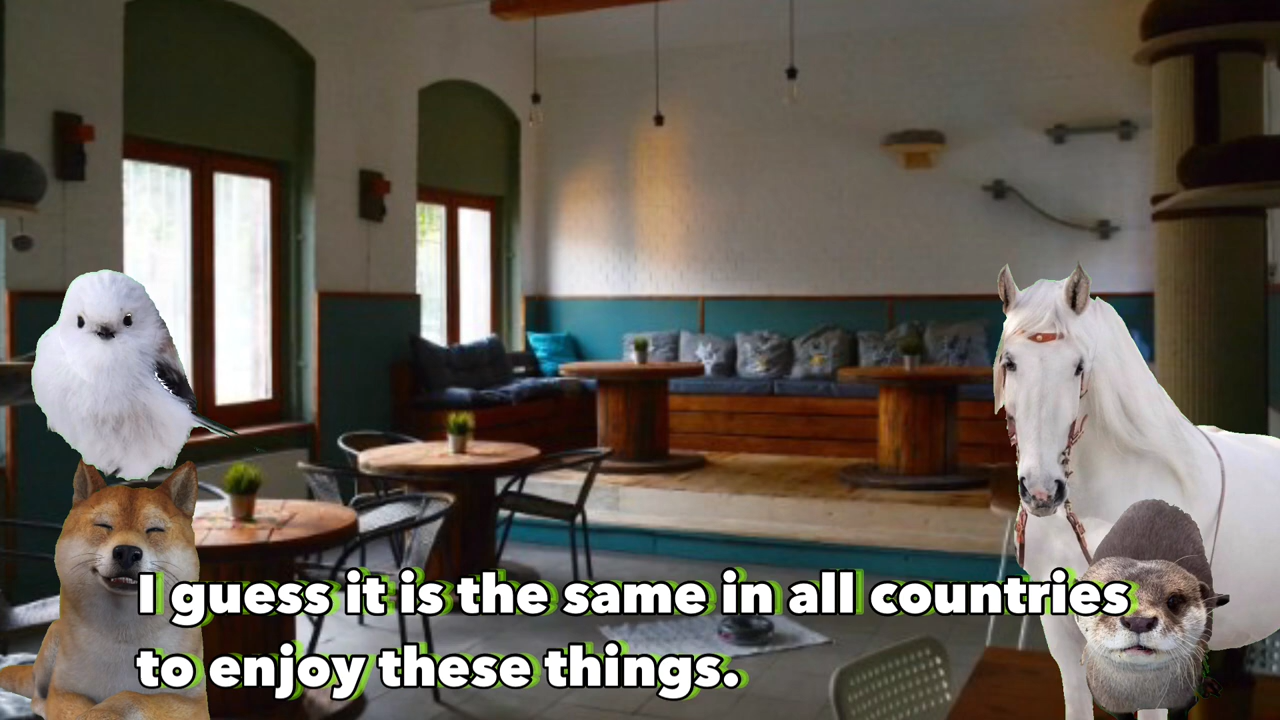 I guess it is the same in all countries
to enjoy these things.